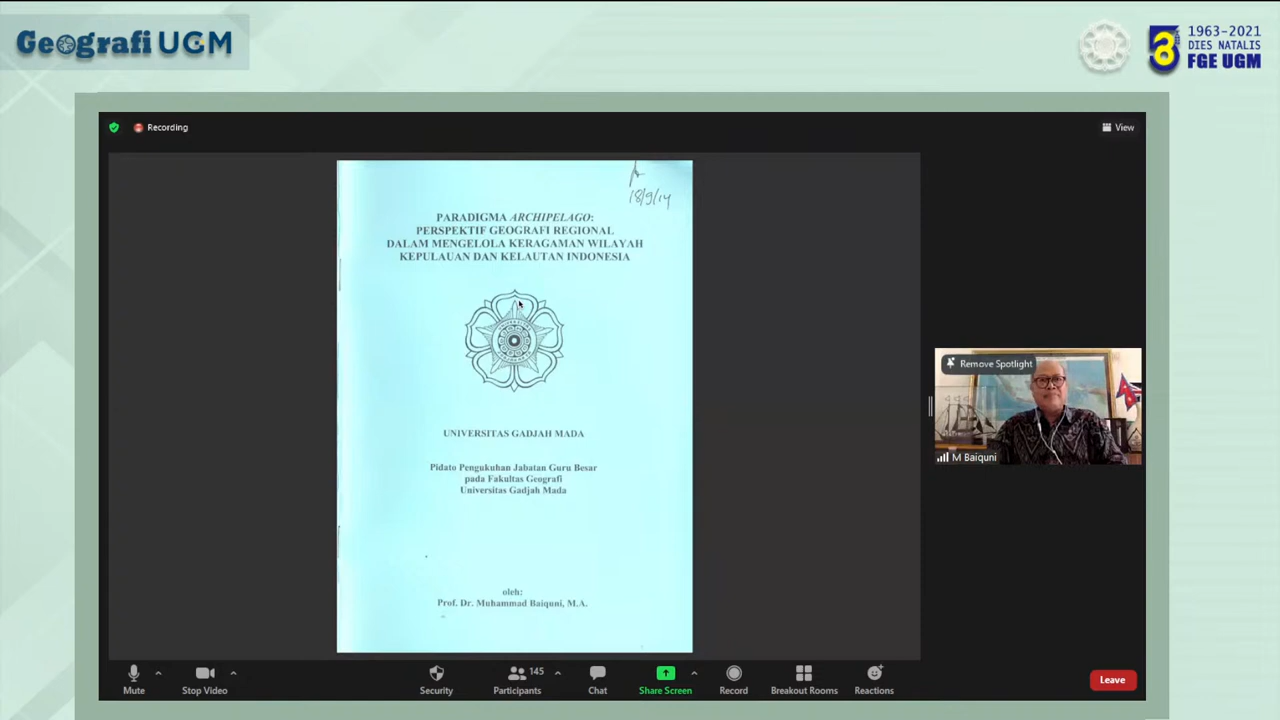 Geografi UGM
1963-2021
DIES NATALIS
FGE UGM
Recording
View
18/9/14
PARADIGMA ARCHIPELAGO:
PERSPEKTIF GEOGRAFI REGIONAL
DALAM MENGELOLA KERAGAMAN WILAYAH
KEPULAUAN DAN KELAUTAN INDONESIA
UNIVERSITAS GADJAH MADA
Pidato Pengukuhan Jabatan Guru Besar
pada Fakultas Geografi
Universitas Gadjah Mada
oleh:
Prof. Dr. Muhammad Baiquni, M.A.
Remove Spotlight
M Baiquni
Mute
Stop Video
Security
145
Participants
Chat
Share Screen
Record
Breakout Rooms
Reactions
Leave